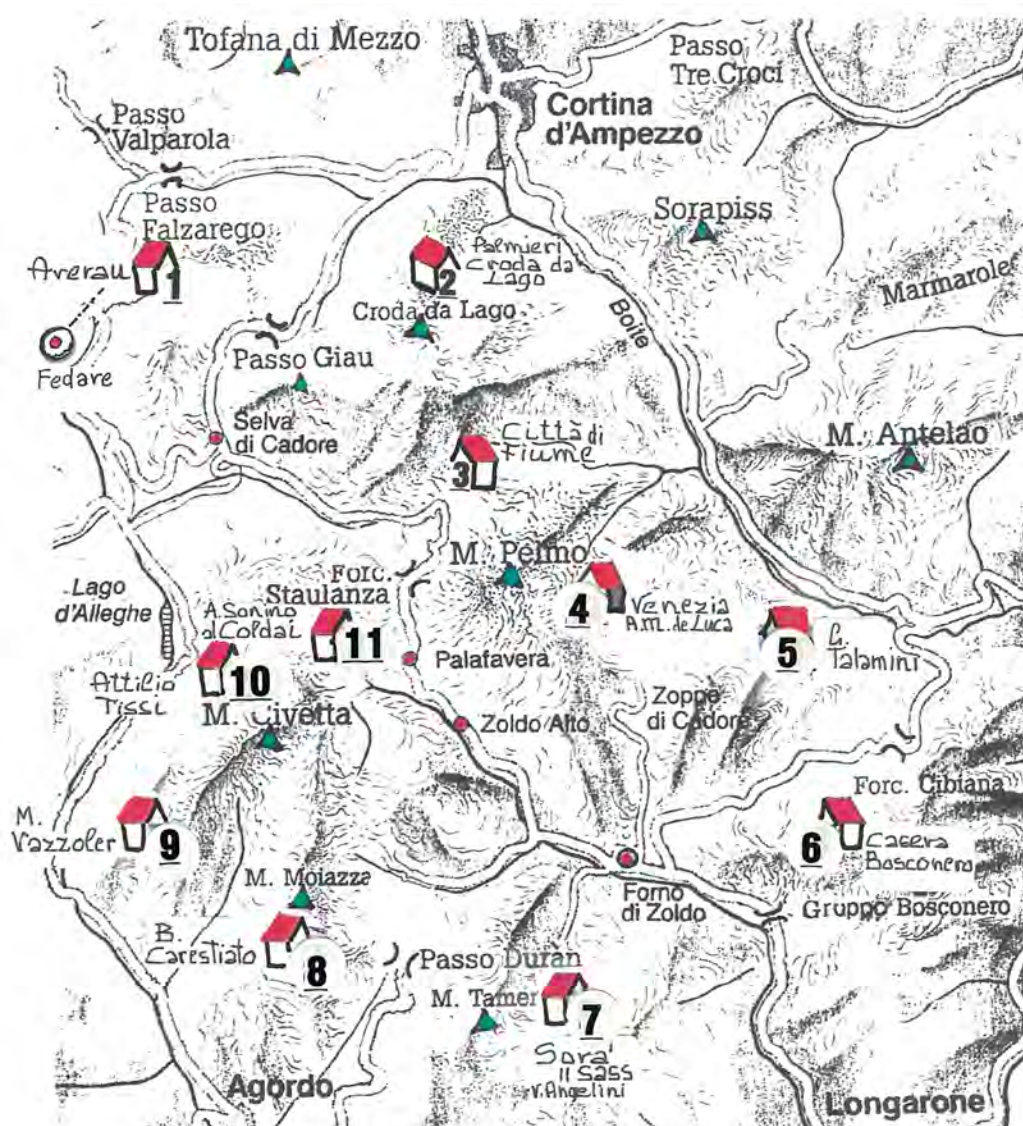 Tofana di Mezzo
Passo
Tre Croci
Cortina
d'Ampezzo
Passo
Valparola
Passo
Falzarego
Averau
1
Fedare
2
Palmieri
Croda da
Lago
Croda da Lago
Sorapiss
Marmarole
Boite
Passo Giau
Selva
di Cadore
3
Città di
Fiume
M. Antelao
M. Pelmo
Forc.
Staulanza
4
Venezia
A.M. de Luca
5
G.
Talamini
Lago
d'Alleghe
A. Sonino
al Coldai
11
10
Palafavera
Attilio
Tissi
M. Civetta
Zoldo Alto
Zoppe
di Cadore
M.
Vazzoler
9
Forc. Cibiana
6
Casera
Bosconero
M. Moiazza
Forno
di Zoldo
Gruppo Bosconero
B.
Carestiato
8
Passo Duran
M. Tamer
7
Sora'
Il Sass
V. Angelini
Agordo
Longarone